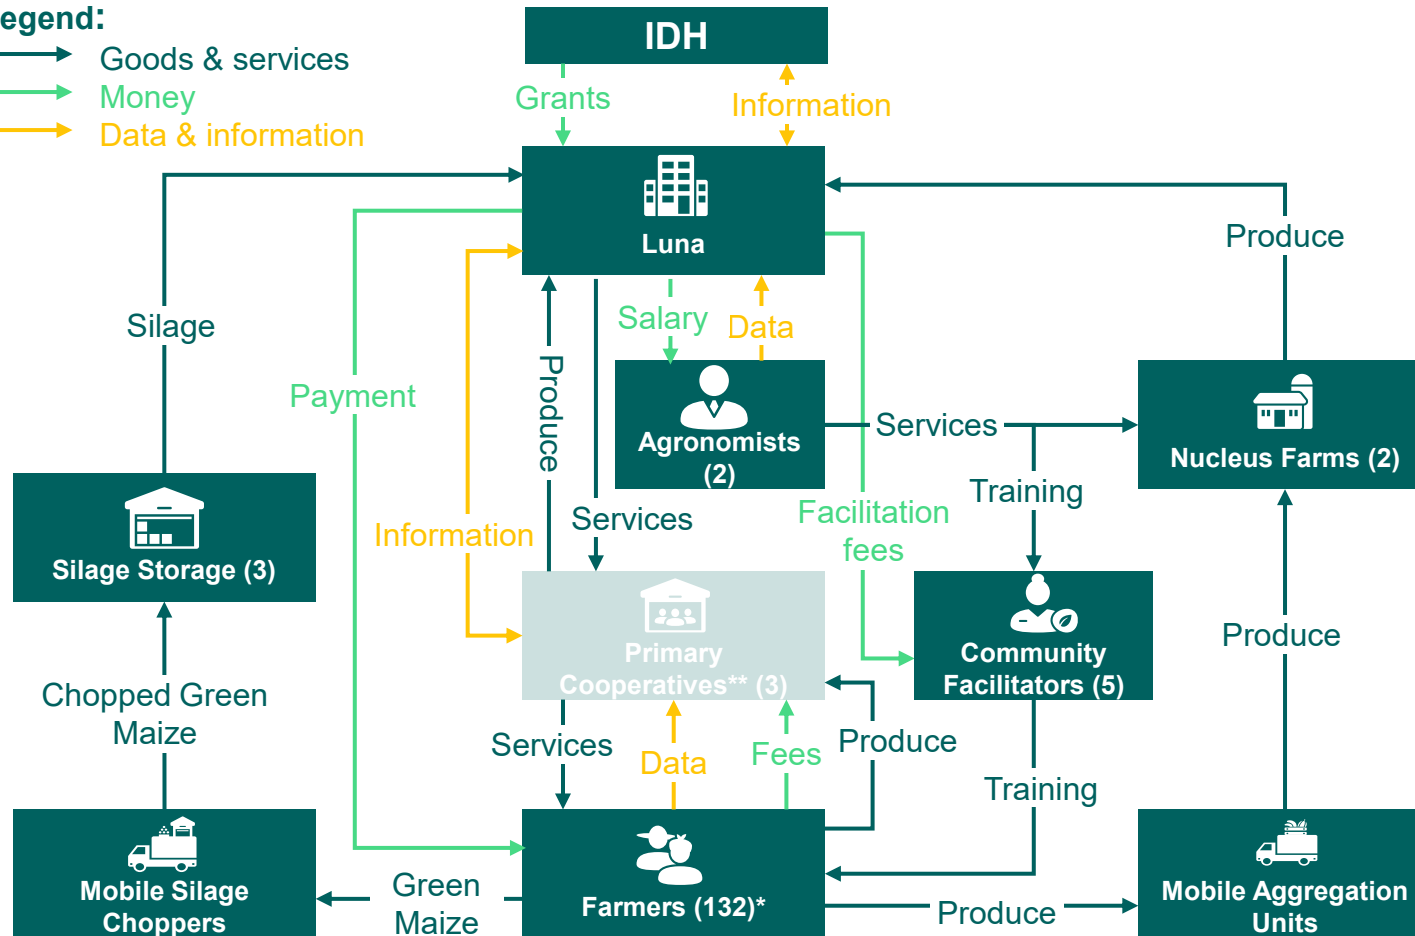 egend:
Goods & services
Money
Data & information
IDH
Grants
Information
Luna
Produce
Silage
Salary
Data
Payment
Produce
Agronomists
(2)
Services
Nucleus Farms (2)
Training
Silage Storage (3)
Information
Services
Facilitation
fees
Primary
Cooperatives** (3)
Community
Facilitators (5)
Produce
Chopped Green
Maize
Services
Data
Fees
Produce
Training
Mobile Silage
Choppers
Green
Maize
Farmers (132)*
Produce
Mobile Aggregation
Units